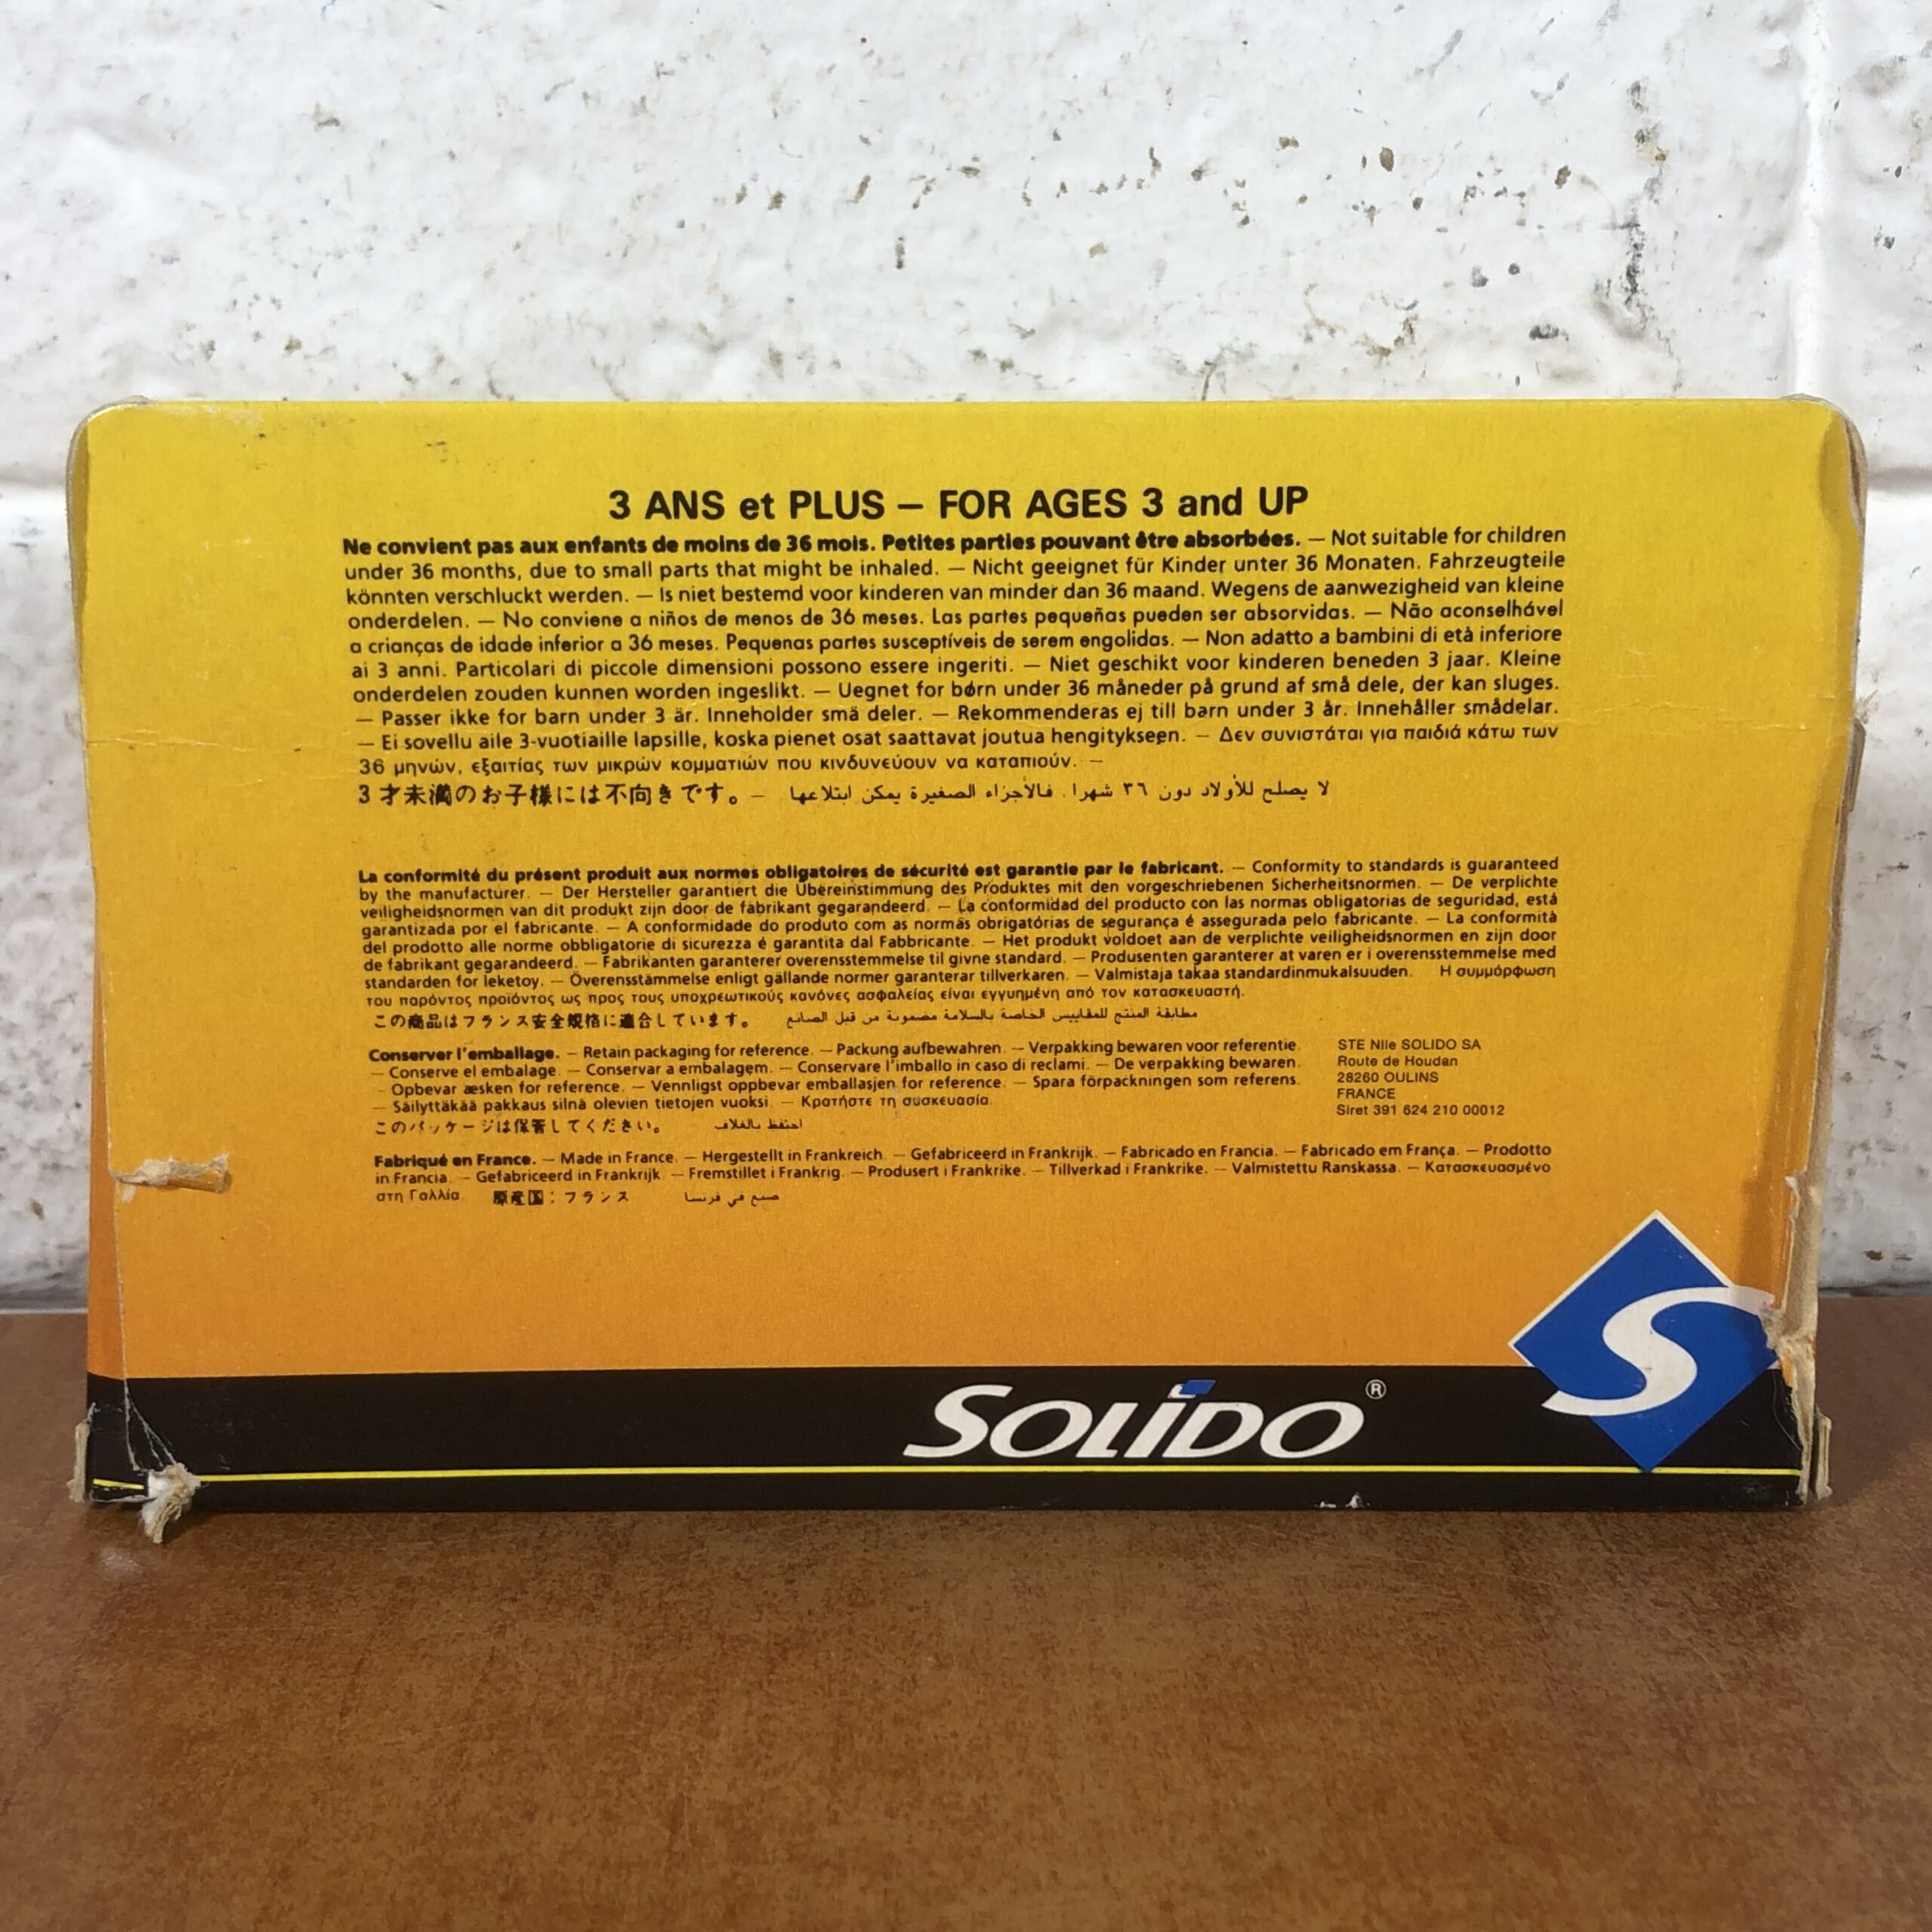 3 ANS et PLUS – FOR AGES 3 and UP
Ne convient pas aux enfants de moins de 36 mois. Petites parties pouvant être absorbées. – Not suitable for children
under 36 months, due to small parts that might be inhaled. – Nicht geeignet für Kinder unter 36 Monaten. Fahrzeugteile
könnten verschluckt werden. – Is niet bestemd voor kinderen van minder dan 36 maand. Wegens de aanwezigheid van kleine
onderdelen. – No conviene a niños de menos de 36 meses. Las partes pequeñas pueden ser absorvidas. – Não aconselhável
a crianças de idade inferior a 36 meses. Pequenas partes susceptíveis de serem engolidas. – Non adatto a bambini di età inferiore
ai 3 anni. Particolari di piccole dimensioni possono essere ingeriti. – Niet geschikt voor kinderen beneden 3 jaar. Kleine
onderdelen zouden kunnen worden ingeslikt. – Uegnet for børn under 36 måneder på grund af små dele, der kan sluges.
– Passer ikke for barn under 3 är. Inneholder smä deler. – Rekommenderas ej till barn under 3 år. Innehåller smådelar.
– Ei sovellu aile 3-vuotiaille lapsille, koska pienet osat saattavat joutua hengitykseen. – Δεν συνιστάται για παιδιά κάτω των
36 μηνών, εξαιτίας των μικρών κομματιών που κινδυνεύουν να καταπιούν. –
3才未満のお子様には不向きです。– لا يصلح للأولاد دون ٣٦ شهرا. فالأجزاء الصغيرة يمكن ابتلاعها
La conformité du présent produit aux normes obligatoires de sécurité est garantie par le fabricant. – Conformity to standards is guaranteed
by the manufacturer. – Der Hersteller garantiert die Übereinstimmung des Produktes mit den vorgeschriebenen Sicherheitsnormen. – De verplichte
veiligheidsnormen van dit produkt zijn door de fabrikant gegarandeerd. – La conformidad del producto con las normas obligatorias de seguridad, está
garantizada por el fabricante. – A conformidade do produto com as normas obrigatórias de segurança é assegurada pelo fabricante. – La conformità
del prodotto alle norme obbligatorie di sicurezza é garantita dal Fabbricante. – Het produkt voldoet aan de verplichte veiligheidsnormen en zijn door
de fabrikant gegarandeerd. – Fabrikanten garanterer overensstemmelse til givne standard. – Produsenten garanterer at varen er i overensstemmelse med
standarden for leketoy. – Överensstämmelse enligt gällande normer garanterar tillverkaren. – Valmistaja takaa standardinmukalsuuden. Η συμμόρφωση
του παρόντος προϊόντος ως προς τους υποχρεωτικούς κανόνες ασφαλείας είναι εγγυημένη από τον κατασκευαστή.
この商品はフランス安全規格に適合しています。 مطابقة المنتج للمقاييس الخاصة بالسلامة مضمونة من قبل الصانع
Conserver l'emballage. – Retain packaging for reference. – Packung aufbewahren. – Verpakking bewaren voor referentie.
– Conserve el embalage. – Conservar a embalagem. – Conservare l'imballo in caso di reclami. – De verpakking bewaren.
– Opbevar æsken for reference. – Vennligst oppbevar emballasjen for reference. – Spara förpackningen som referens.
– Säilyttäkää pakkaus silnä olevien tietojen vuoksi. – Κρατήστε τη συσκευασία.
このパッケージは保管してください。 احتفظ بالغلاف
STE Nlle SOLIDO SA
Route de Houdan
28260 OULINS
FRANCE
Siret 391 624 210 00012
Fabriqué en France. – Made in France. – Hergestellt in Frankreich. – Gefabriceerd in Frankrijk. – Fabricado en Francia. – Fabricado em França. – Prodotto
in Francia. – Gefabriceerd in Frankrijk. – Fremstillet i Frankrig. – Produsert i Frankrike. – Tillverkad i Frankrike. – Valmistettu Ranskassa. – Κατασκευασμένο
στη Γαλλία. 原産国：フランス صنع في فرنسا
SOLIDO®
S